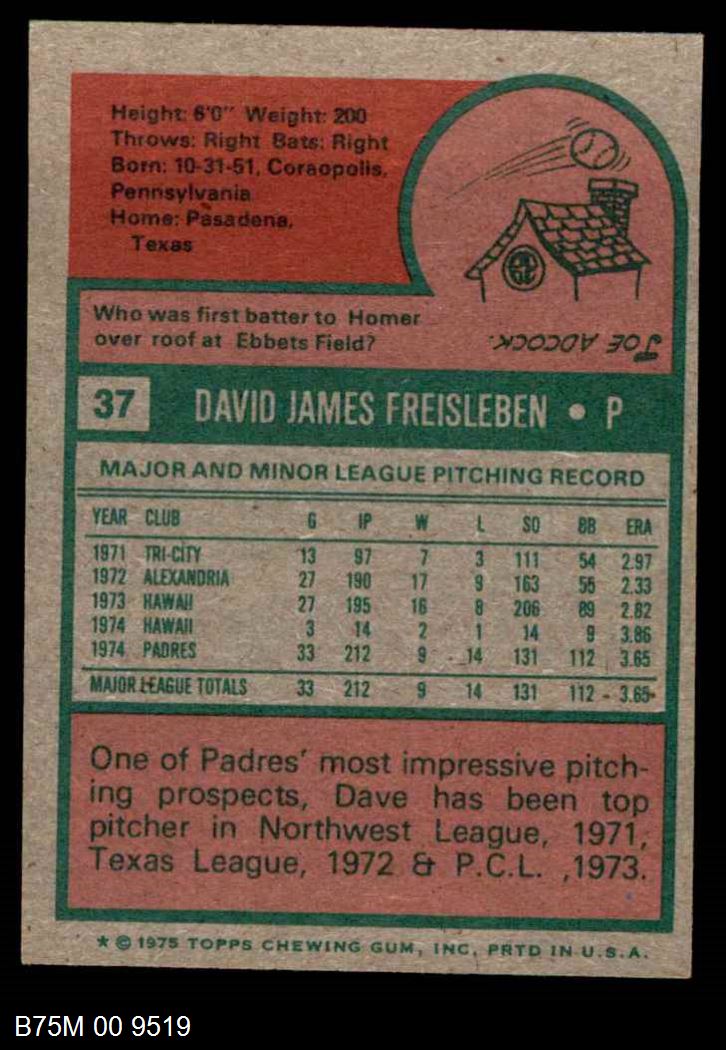 Height: 6'0" Weight: 200
Throws: Right Bats: Right
Born: 10-31-51, Coraopolis,
Pennsylvania
Home: Pasadena,
Texas
Who was first batter to Homer
over roof at Ebbets Field?
JOE ADCOCK.
37 DAVID JAMES FREISLEBEN • P
MAJOR AND MINOR LEAGUE PITCHING RECORD
YEAR CLUB G IP W L SO BB ERA
1971 TRI-CITY 13 97 7 3 111 54 2.97
1972 ALEXANDRIA 27 190 17 9 163 55 2.33
1973 HAWAII 27 195 16 8 206 89 2.82
1974 HAWAII 3 14 2 1 14 9 3.86
1974 PADRES 33 212 9 14 131 112 3.65
MAJOR LEAGUE TOTALS 33 212 9 14 131 112 3.65
One of Padres' most impressive pitch-
ing prospects, Dave has been top
pitcher in Northwest League, 1971,
Texas League, 1972 & P.C.L. ,1973.
* © 1975 TOPPS CHEWING GUM, INC. PRTD IN U.S.A.
B75M 00 9519